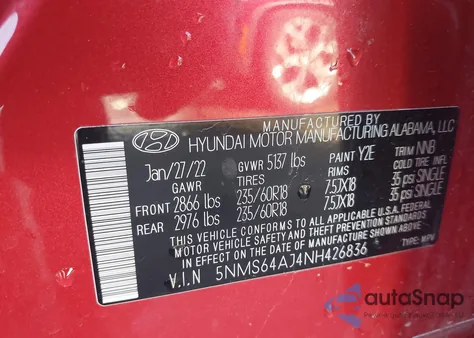 MANUFACTURED BY
HYUNDAI MOTOR MANUFACTURING ALABAMA, LLC
Jan/27/22 GVWR 5137 lbs PAINT Y2E TRIM NNB
GAWR TIRES RIMS COLD TIRE INFL
FRONT 2866 lbs 235/60R18 7.5JX18 35 psi SINGLE
REAR 2976 lbs 235/60R18 7.5JX18 35 psi SINGLE
THIS VEHICLE CONFORMS TO ALL APPLICABLE U.S.A. FEDERAL
MOTOR VEHICLE SAFETY STANDARDS IN EFFECT ON THE
DATE OF MANUFACTURE SHOWN ABOVE.
V.I.N 5NMS64AJ4NH426836 TYPE: MPV
autoSnap